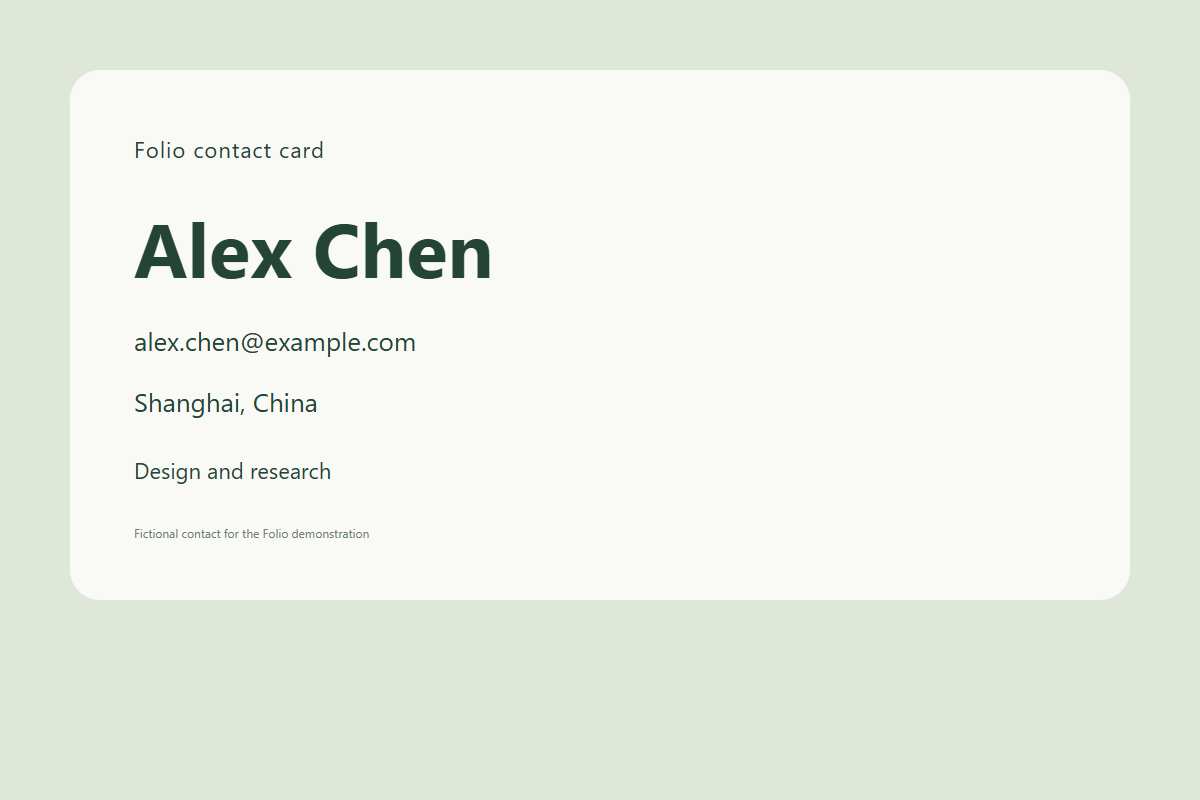 Folio contact card
Alex Chen
alex.chen@example.com
Shanghai, China
Design and research
Fictional contact for the Folio demonstration